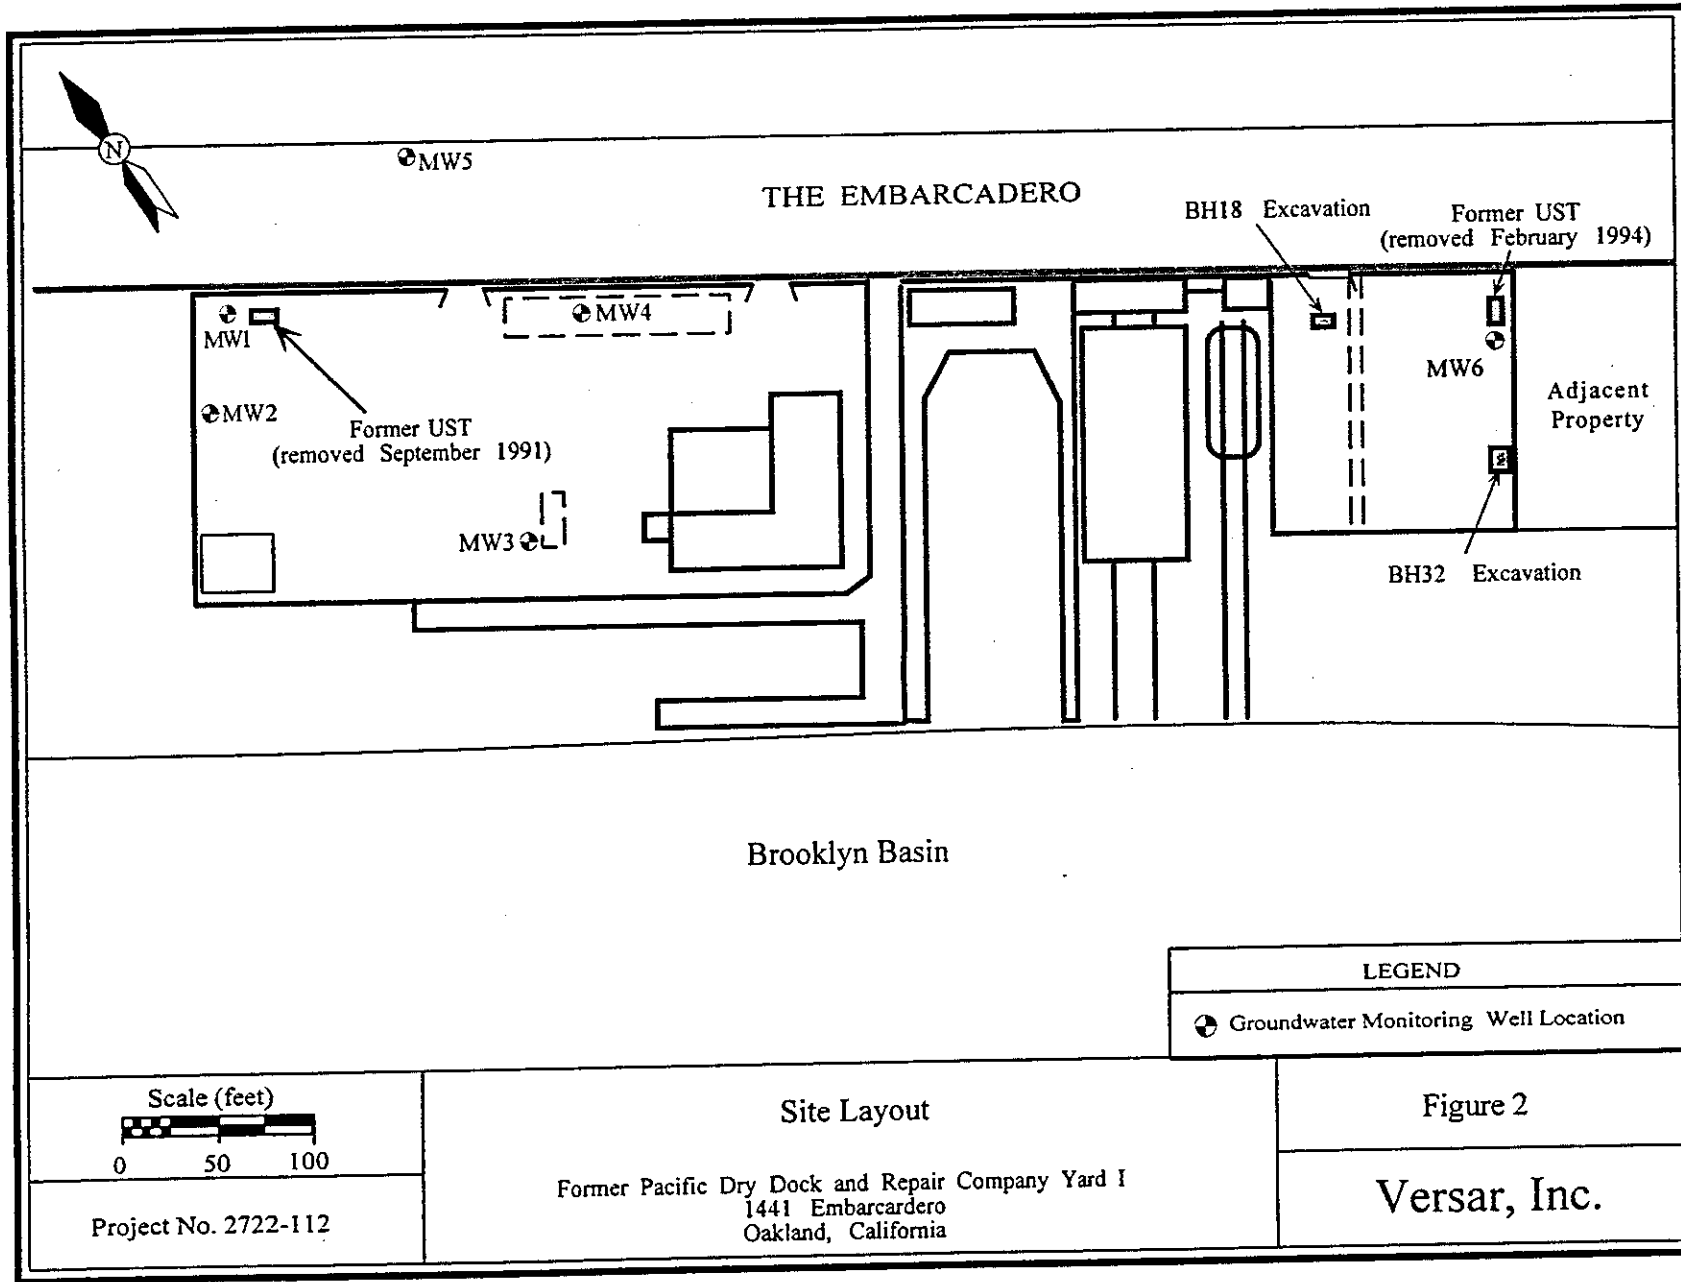 N
MW5
THE EMBARCADERO
BH18 Excavation
Former UST
(removed February 1994)
MW1
MW4
MW6
MW2
Former UST
(removed September 1991)
Adjacent
Property
MW3
BH32 Excavation
Brooklyn Basin
LEGEND
Groundwater Monitoring Well Location
Scale (feet)
0 50 100
Project No. 2722-112
Site Layout
Former Pacific Dry Dock and Repair Company Yard I
1441 Embarcardero
Oakland, California
Figure 2
Versar, Inc.